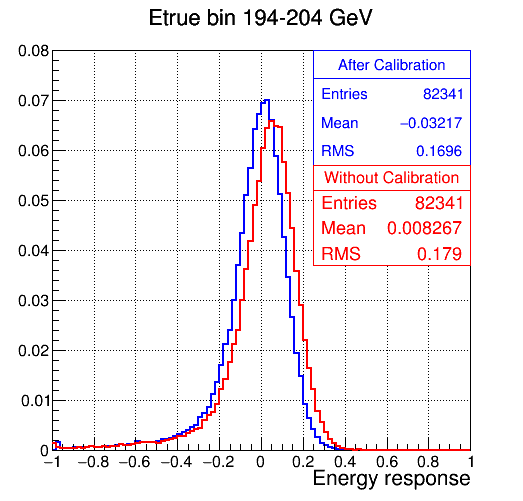 Etrue bin 194-204 GeV
0.08
0.07
0.06
0.05
0.04
0.03
0.02
0.01
0
After Calibration
Entries 82341
Mean −0.03217
RMS 0.1696
Without Calibration
Entries 82341
Mean 0.008267
RMS 0.179
−1 −0.8 −0.6 −0.4 −0.2 0 0.2 0.4 0.6 0.8 1
Energy response